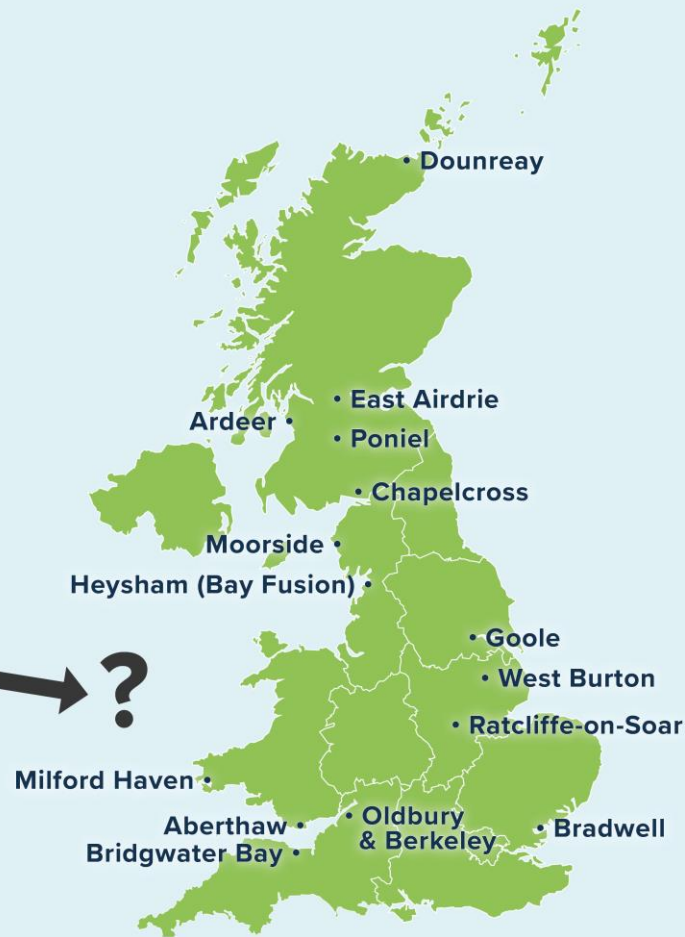 Dounreay
East Airdrie
Ardeer
Poniel
Chapelcross
Moorside
Heysham (Bay Fusion)
Goole
?
West Burton
Ratcliffe-on-Soar
Milford Haven
Aberthaw
Oldbury
& Berkeley
Bradwell
Bridgwater Bay